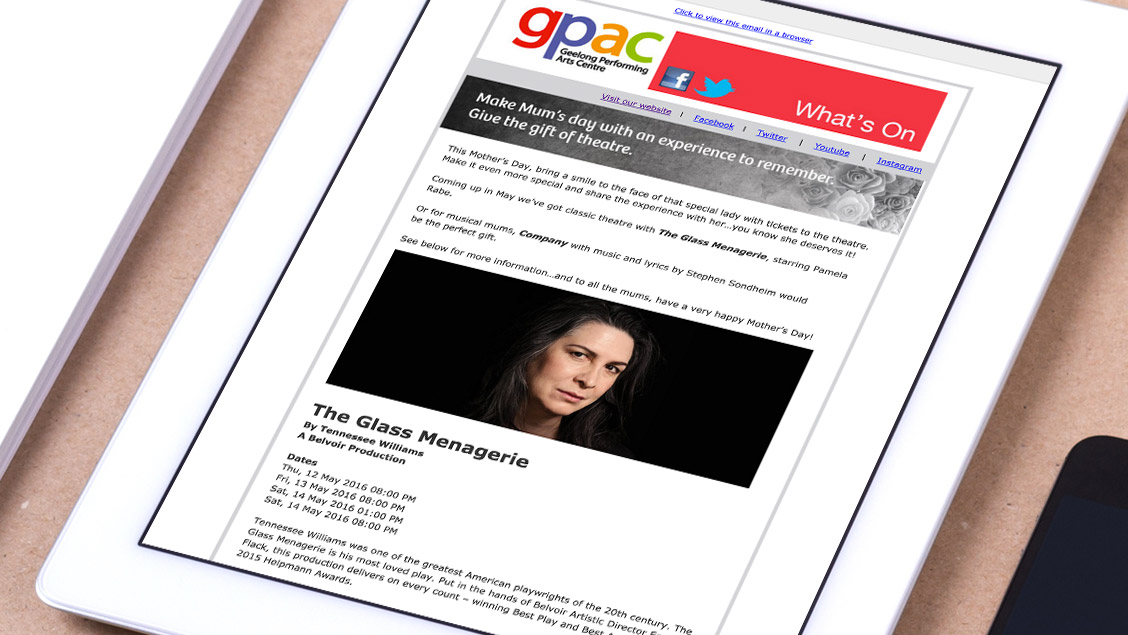 Click to view this email in a browser
gpac
Geelong Performing
Arts Centre
f
What's On
Visit our website | Facebook | Twitter | Youtube | Instagram
Make Mum's day with an experience to remember.
Give the gift of theatre.
This Mother's Day, bring a smile to the face of that special lady with tickets to the theatre.
Make it even more special and share the experience with her...you know she deserves it!
Coming up in May we've got classic theatre with The Glass Menagerie, starring Pamela
Rabe.
Or for musical mums, Company with music and lyrics by Stephen Sondheim would
be the perfect gift.
See below for more information...and to all the mums, have a very happy Mother's Day!
The Glass Menagerie
By Tennessee Williams
A Belvoir Production
Dates
Thu, 12 May 2016 08:00 PM
Fri, 13 May 2016 08:00 PM
Sat, 14 May 2016 01:00 PM
Sat, 14 May 2016 08:00 PM
Tennessee Williams was one of the greatest American playwrights of the 20th century. The
Glass Menagerie is his most loved play. Put in the hands of Belvoir Artistic Director
Flack, this production delivers on every count – winning Best Play and Best
2015 Helpmann Awards.